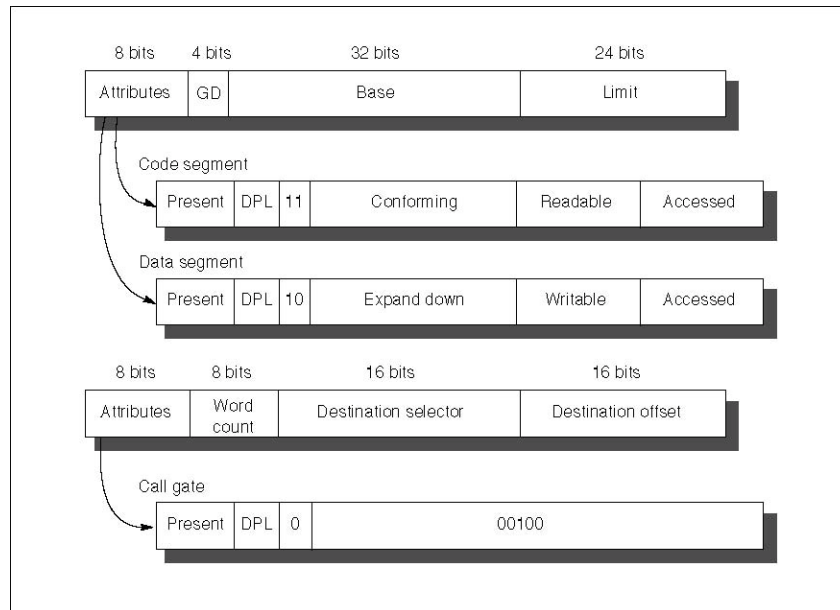 8 bits 4 bits 32 bits 24 bits
Attributes GD Base Limit
Code segment
Present DPL 11 Conforming Readable Accessed
Data segment
Present DPL 10 Expand down Writable Accessed
8 bits 8 bits 16 bits 16 bits
Attributes Word count Destination selector Destination offset
Call gate
Present DPL 0 00100